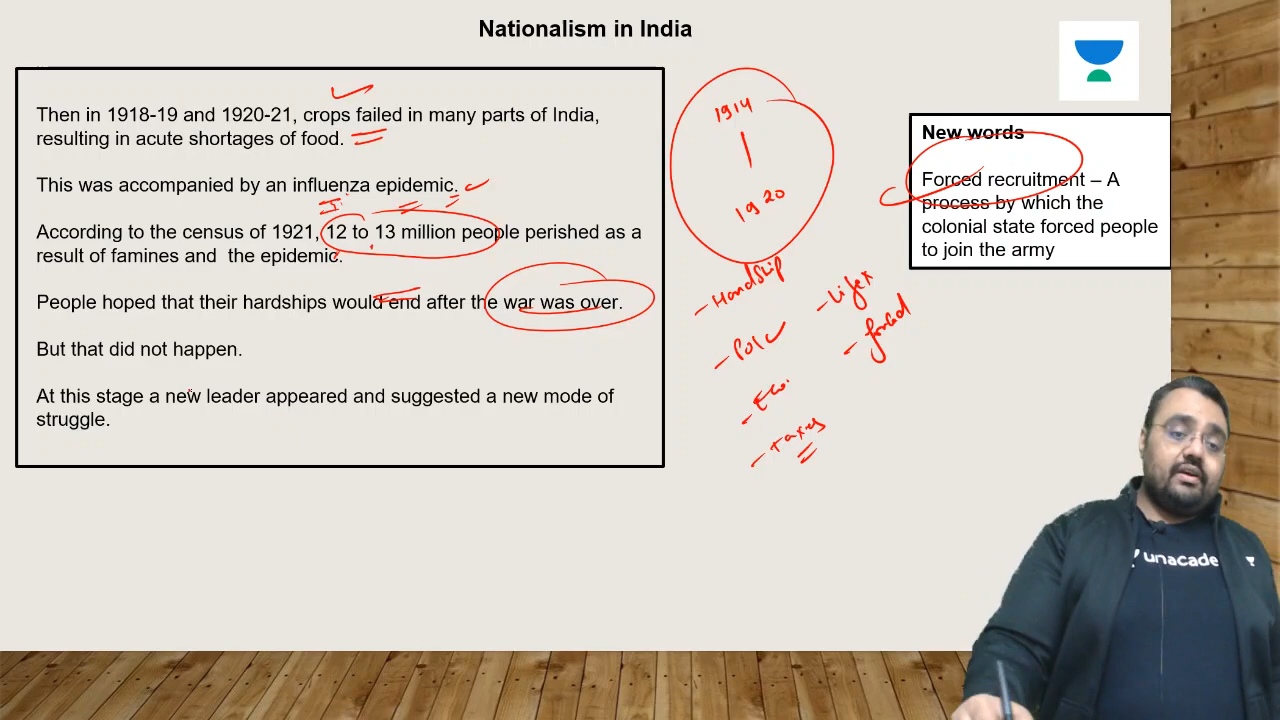 Nationalism in India
Then in 1918-19 and 1920-21, crops failed in many parts of India,
resulting in acute shortages of food.
This was accompanied by an influenza epidemic.
According to the census of 1921, 12 to 13 million people perished as a
result of famines and the epidemic.
People hoped that their hardships would end after the war was over.
But that did not happen.
At this stage a new leader appeared and suggested a new mode of
struggle.
1914
1920
- Hardship
- Pol
- Eco.
- Taxes
- forced
New words
Forced recruitment – A
process by which the
colonial state forced people
to join the army
unacade